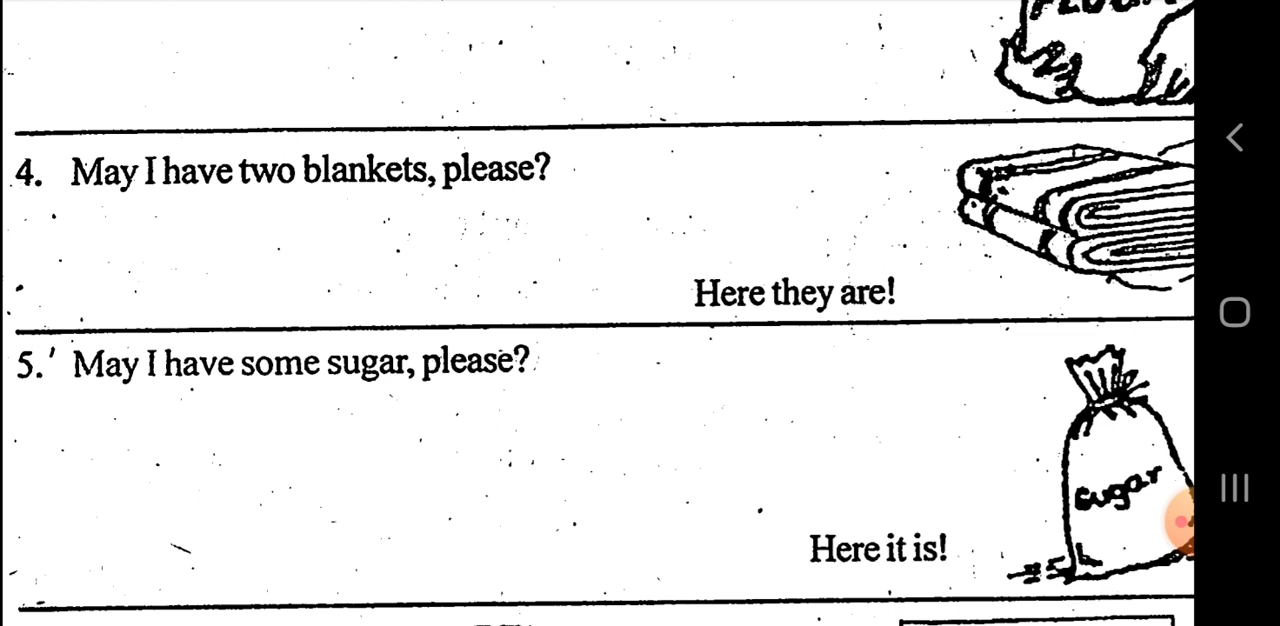 4. May I have two blankets, please?
Here they are!
5. May I have some sugar, please?
Sugar
Here it is!